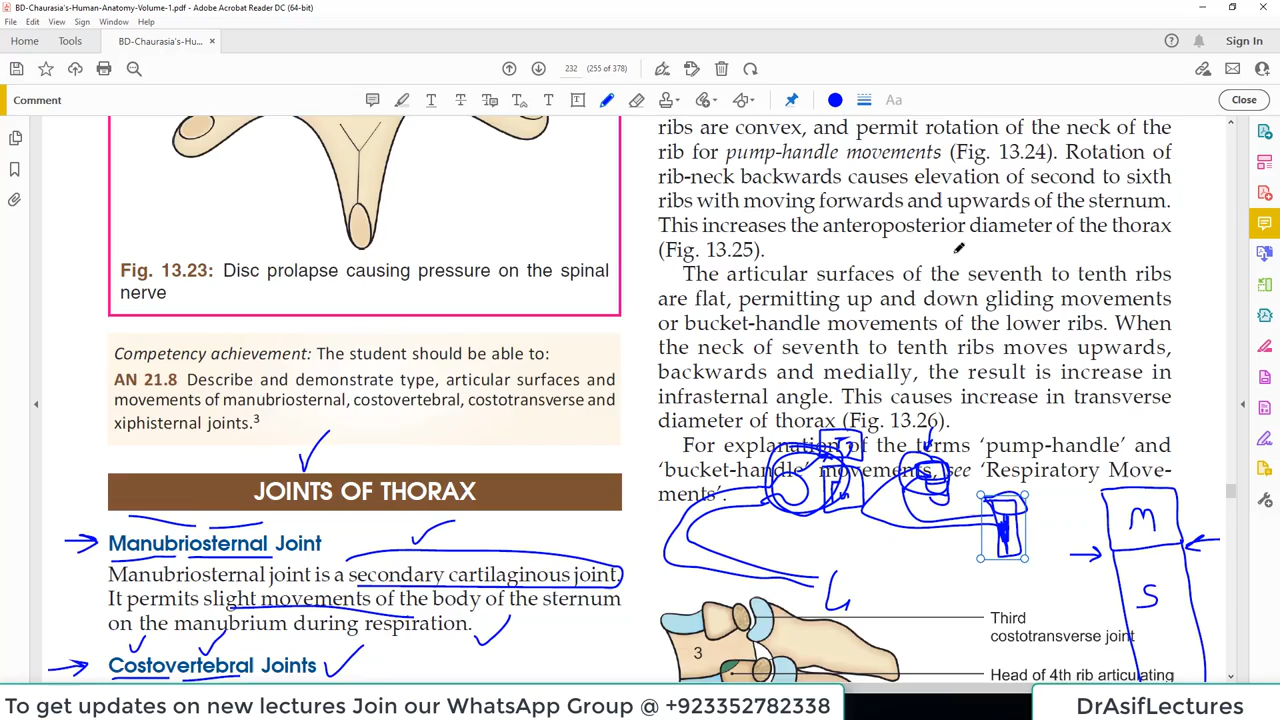 BD-Chaurasia's-Human-Anatomy-Volume-1.pdf - Adobe Acrobat Reader DC (64-bit)
File Edit View Sign Window Help
Home Tools BD-Chaurasia's-Hu... × Sign In
232 (255 of 378)
Comment Close
Fig. 13.23: Disc prolapse causing pressure on the spinal
nerve
Competency achievement: The student should be able to:
AN 21.8 Describe and demonstrate type, articular surfaces and
movements of manubriosternal, costovertebral, costotransverse and
xiphisternal joints.³
JOINTS OF THORAX
Manubriosternal Joint
Manubriosternal joint is a secondary cartilaginous joint.
It permits slight movements of the body of the sternum
on the manubrium during respiration.
Costovertebral Joints
ribs are convex, and permit rotation of the neck of the
rib for pump-handle movements (Fig. 13.24). Rotation of
rib-neck backwards causes elevation of second to sixth
ribs with moving forwards and upwards of the sternum.
This increases the anteroposterior diameter of the thorax
(Fig. 13.25).
The articular surfaces of the seventh to tenth ribs
are flat, permitting up and down gliding movements
or bucket-handle movements of the lower ribs. When
the neck of seventh to tenth ribs moves upwards,
backwards and medially, the result is increase in
infrasternal angle. This causes increase in transverse
diameter of thorax (Fig. 13.26).
For explanation of the terms 'pump-handle' and
'bucket-handle' movements, see 'Respiratory Move-
ments'.
M
S
Third
costotransverse joint
3
Head of 4th rib articulating
To get updates on new lectures Join our WhatsApp Group @ +923352782338
DrAsifLectures